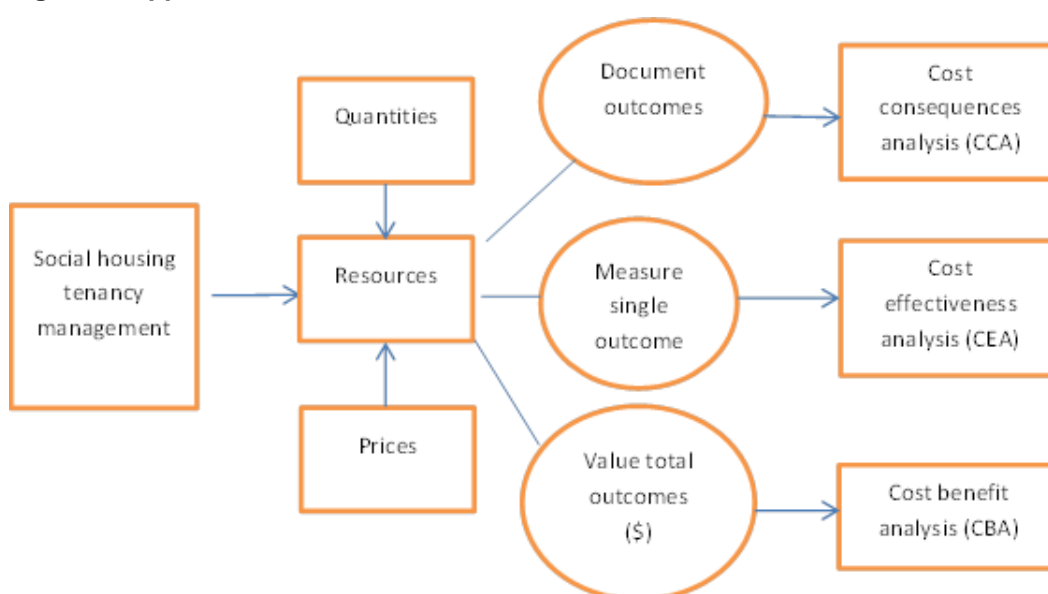 Social housing
tenancy
management
Quantities
Resources
Prices
Document
outcomes
Measure
single
outcome
Value total
outcomes
($)
Cost
consequences
analysis (CCA)
Cost
effectiveness
analysis (CEA)
Cost benefit
analysis (CBA)